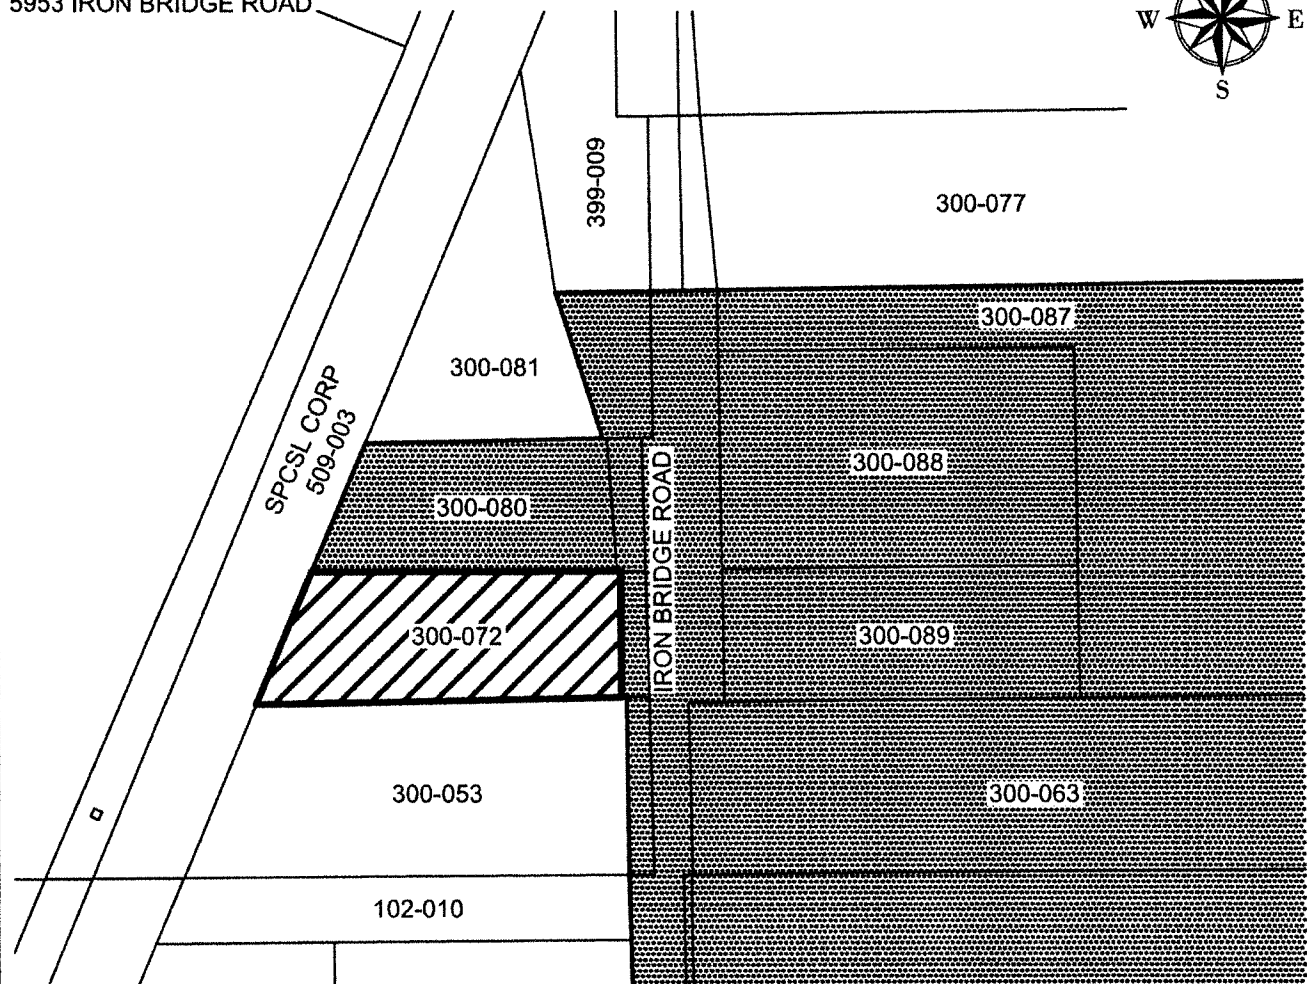 5953 IRON BRIDGE ROAD
W
E
S
399-009
300-077
300-087
300-081
SPCSL CORP
509-003
300-088
300-080
IRON BRIDGE ROAD
300-072
300-089
300-053
300-063
102-010